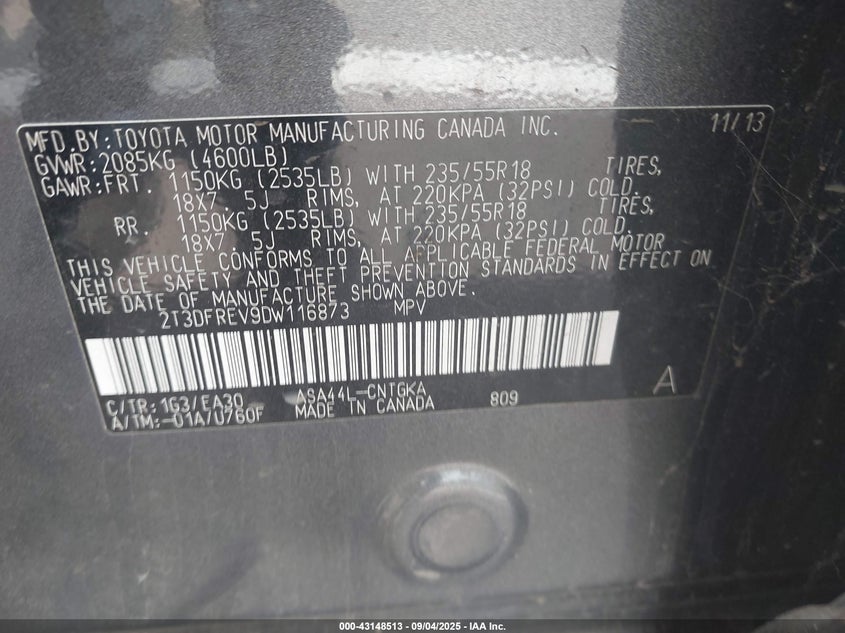 MFD.BY:TOYOTA MOTOR MANUFACTURING CANADA INC. 11/13
GVWR:2085KG (4600LB)
GAWR:FRT. 1150KG (2535LB) WITH 235/55R18 TIRES,
18X7 5J RIMS, AT 220KPA (32PSI) COLD.
RR. 1150KG (2535LB) WITH 235/55R18 TIRES,
18X7 5J RIMS, AT 220KPA (32PSI) COLD.
THIS VEHICLE CONFORMS TO ALL APPLICABLE FEDERAL MOTOR
VEHICLE SAFETY AND THEFT PREVENTION STANDARDS IN EFFECT ON
THE DATE OF MANUFACTURE SHOWN ABOVE.
2T3DFREV9DW116873 MPV
C/TR:1G3/EA30 ASA44L-CNTGKA A
A/TM:-01A/U760F MADE IN CANADA 809
000-43148513 - 09/04/2025 - IAA Inc.